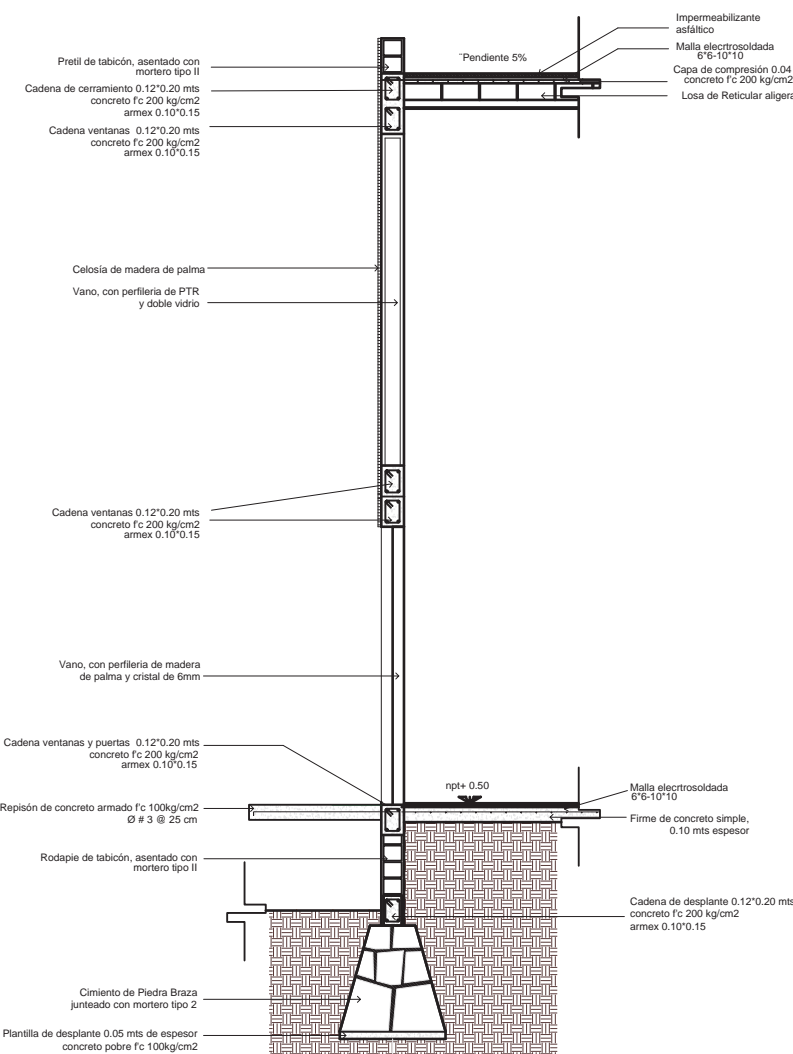 Impermeabilizante
asfáltico
Malla elecrtrosoldada
6*6-10*10
¨Pendiente 5%
Capa de compresión 0.04
concreto f'c 200 kg/cm2
Losa de Reticular aligera
Pretil de tabicón, asentado con
mortero tipo II
Cadena de cerramiento 0.12*0.20 mts
concreto f'c 200 kg/cm2
armex 0.10*0.15
Cadena ventanas 0.12*0.20 mts
concreto f'c 200 kg/cm2
armex 0.10*0.15
Celosía de madera de palma
Vano, con perfileria de PTR
y doble vidrio
Cadena ventanas 0.12*0.20 mts
concreto f'c 200 kg/cm2
armex 0.10*0.15
Vano, con perfileria de madera
de palma y cristal de 6mm
Cadena ventanas y puertas 0.12*0.20 mts
concreto f'c 200 kg/cm2
armex 0.10*0.15
npt+ 0.50
Malla elecrtrosoldada
6*6-10*10
Repisón de concreto armado f'c 100kg/cm2
Ø # 3 @ 25 cm
Firme de concreto simple,
0.10 mts espesor
Rodapie de tabicón, asentado con
mortero tipo II
Cadena de desplante 0.12*0.20 mts
concreto f'c 200 kg/cm2
armex 0.10*0.15
Cimiento de Piedra Braza
junteado con mortero tipo 2
Plantilla de desplante 0.05 mts de espesor
concreto pobre f'c 100kg/cm2